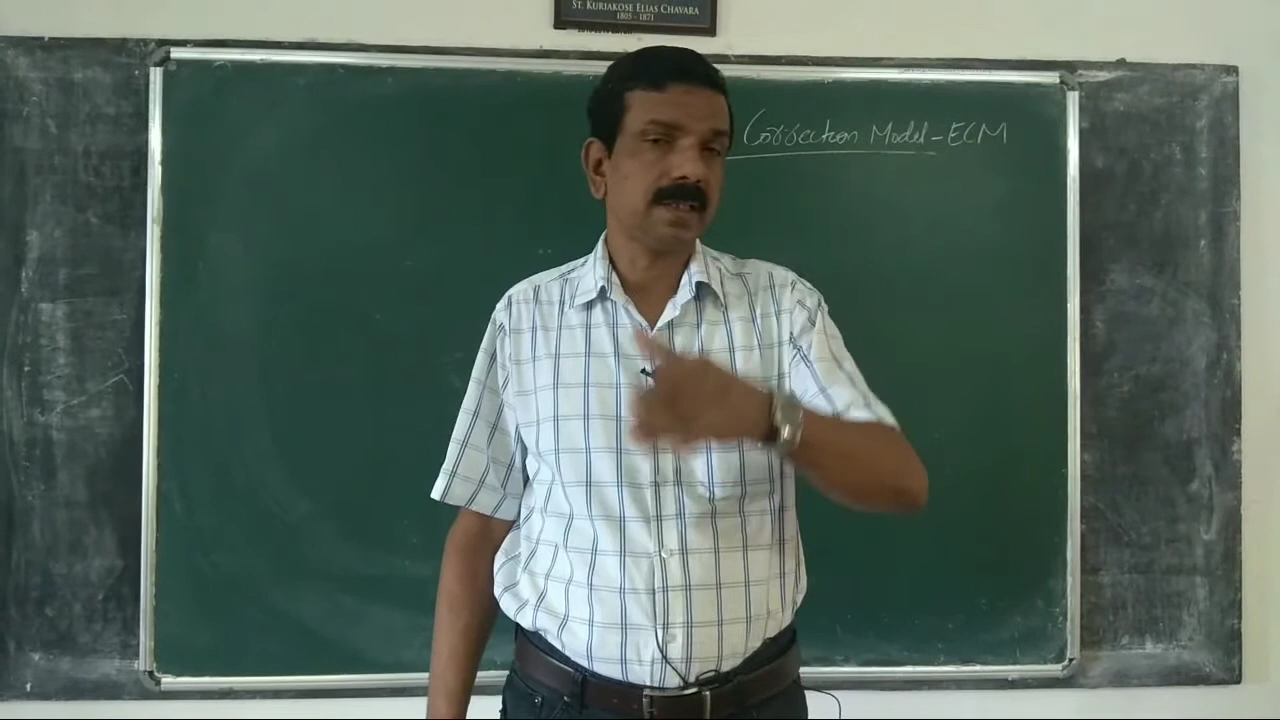 ST. KURIAKOSE ELIAS CHAVARA
1805 - 1871
Correction Model - ECM